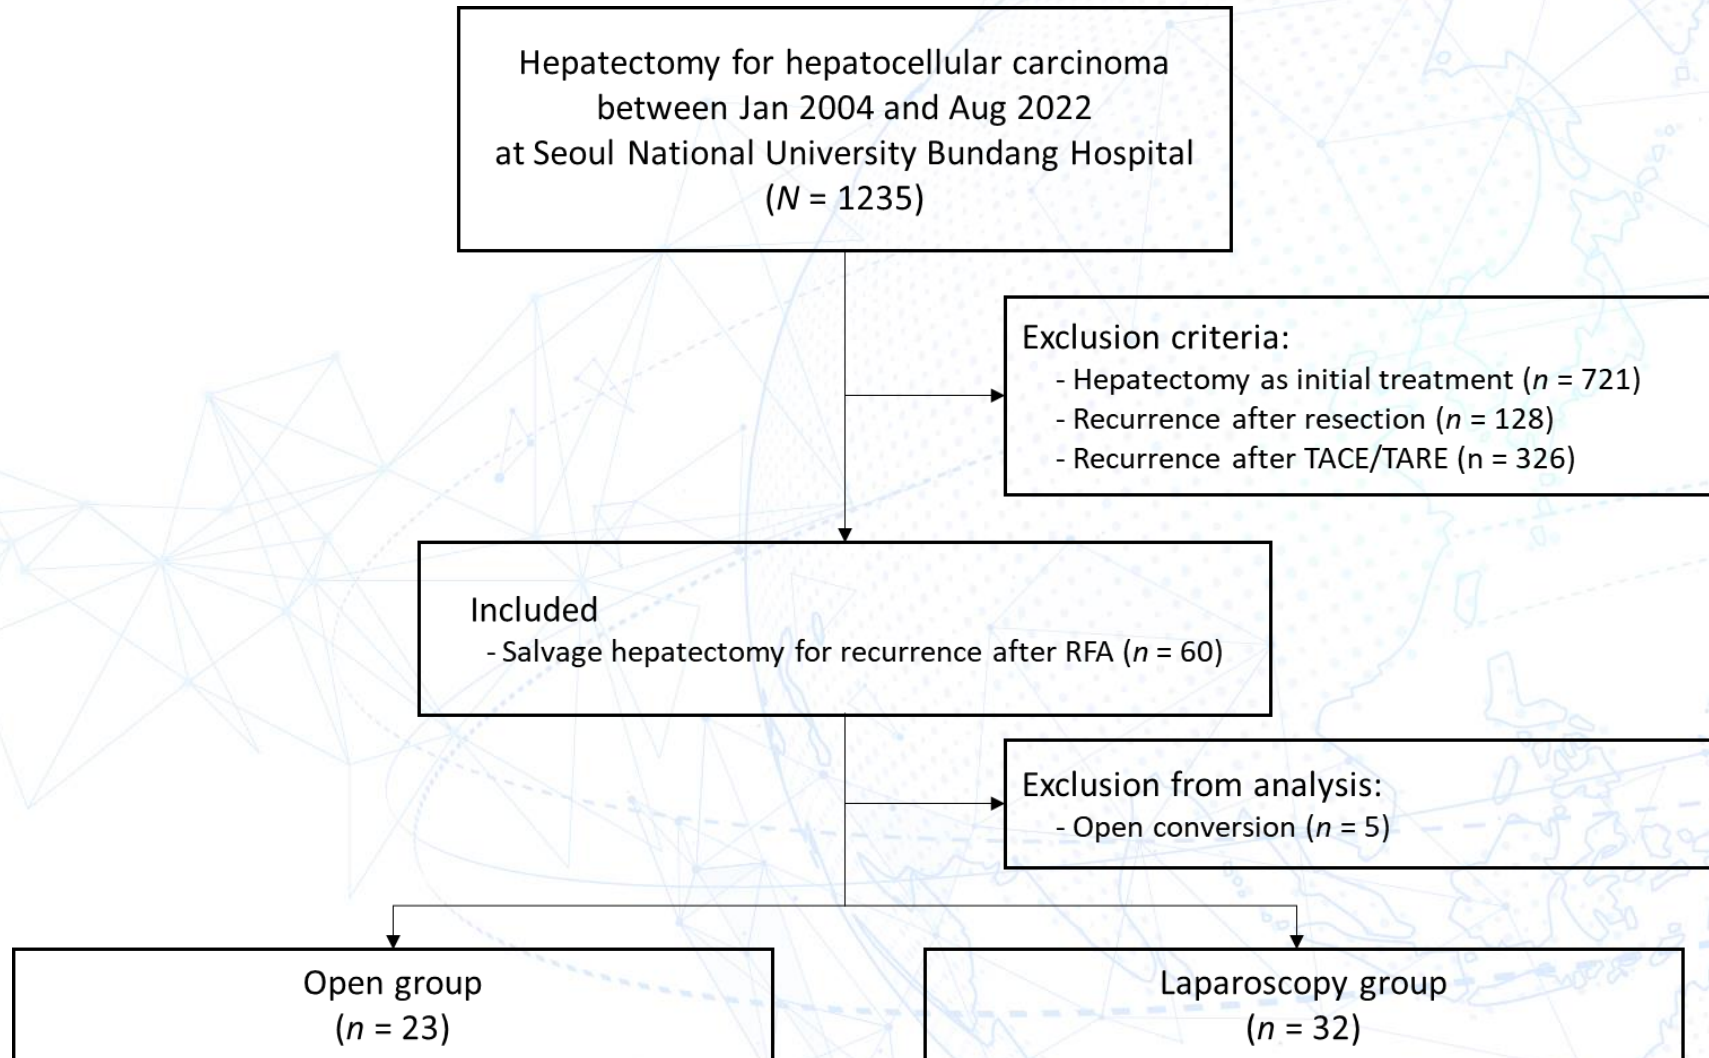 Hepatectomy for hepatocellular carcinoma
between Jan 2004 and Aug 2022
at Seoul National University Bundang Hospital
(N = 1235)
Exclusion criteria:
- Hepatectomy as initial treatment (n = 721)
- Recurrence after resection (n = 128)
- Recurrence after TACE/TARE (n = 326)
Included
- Salvage hepatectomy for recurrence after RFA (n = 60)
Exclusion from analysis:
- Open conversion (n = 5)
Open group
(n = 23)
Laparoscopy group
(n = 32)